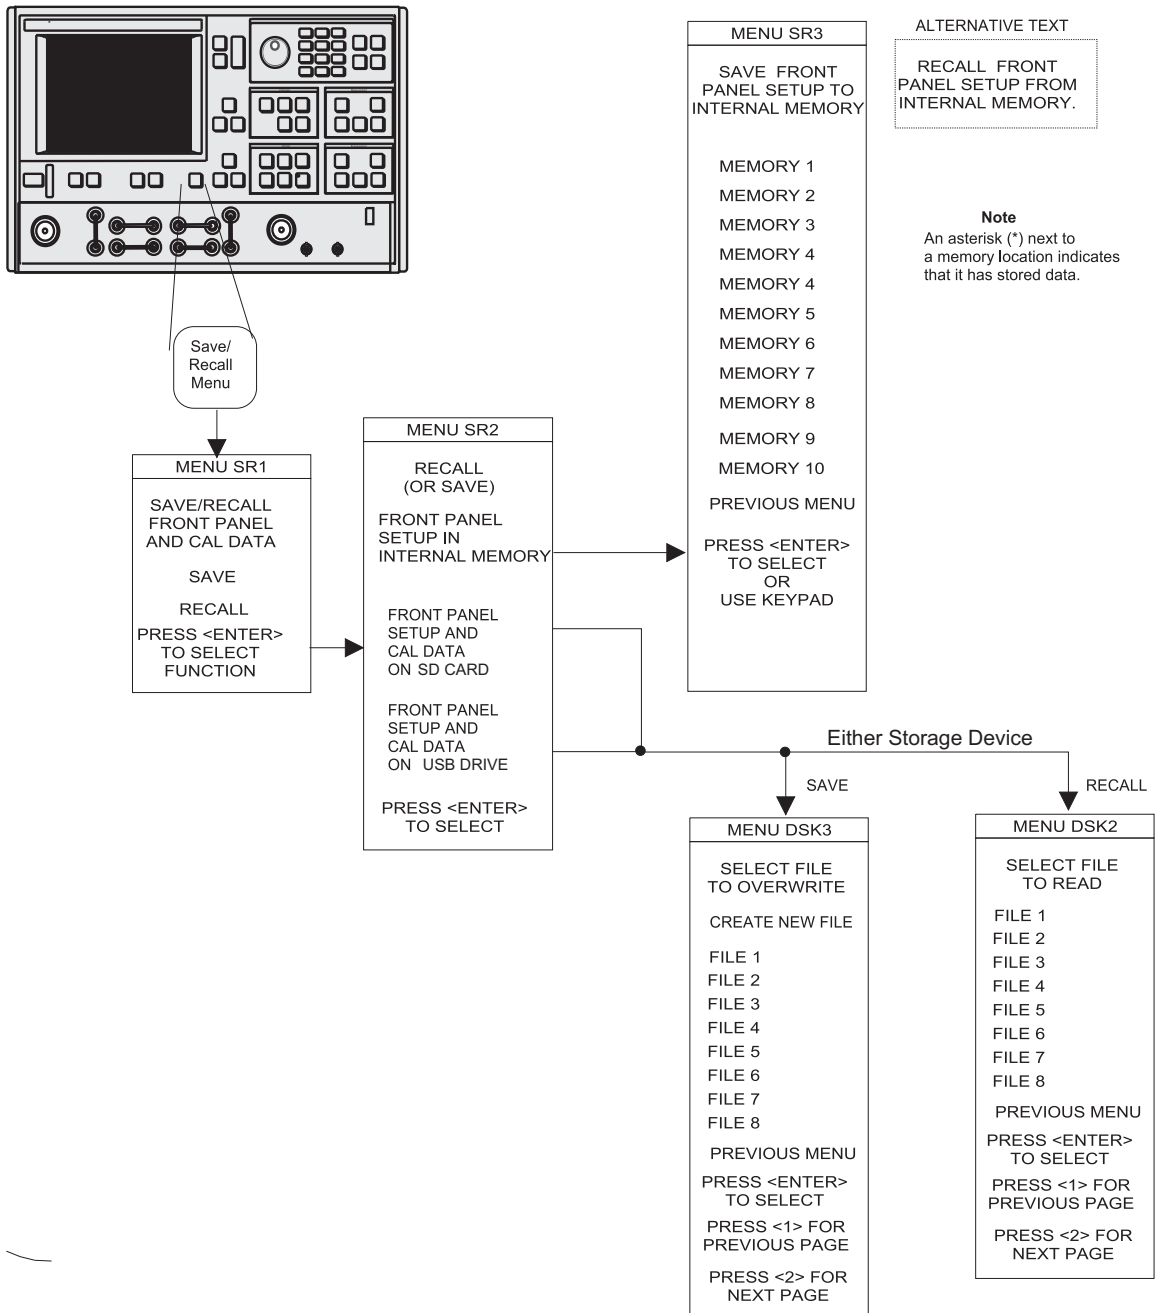 Save/
Recall
Menu
MENU SR1
SAVE/RECALL
FRONT PANEL
AND CAL DATA
SAVE
RECALL
PRESS <ENTER>
TO SELECT
FUNCTION
MENU SR2
RECALL
(OR SAVE)
FRONT PANEL
SETUP IN
INTERNAL MEMORY
FRONT PANEL
SETUP AND
CAL DATA
ON SD CARD
FRONT PANEL
SETUP AND
CAL DATA
ON USB DRIVE
PRESS <ENTER>
TO SELECT
MENU SR3
SAVE FRONT
PANEL SETUP TO
INTERNAL MEMORY
MEMORY 1
MEMORY 2
MEMORY 3
MEMORY 4
MEMORY 4
MEMORY 5
MEMORY 6
MEMORY 7
MEMORY 8
MEMORY 9
MEMORY 10
PREVIOUS MENU
PRESS <ENTER>
TO SELECT
OR
USE KEYPAD
ALTERNATIVE TEXT
RECALL FRONT
PANEL SETUP FROM
INTERNAL MEMORY.
Note
An asterisk (*) next to
a memory location indicates
that it has stored data.
Either Storage Device
SAVE
RECALL
MENU DSK3
SELECT FILE
TO OVERWRITE
CREATE NEW FILE
FILE 1
FILE 2
FILE 3
FILE 4
FILE 5
FILE 6
FILE 7
FILE 8
PREVIOUS MENU
PRESS <ENTER>
TO SELECT
PRESS <1> FOR
PREVIOUS PAGE
PRESS <2> FOR
NEXT PAGE
MENU DSK2
SELECT FILE
TO READ
FILE 1
FILE 2
FILE 3
FILE 4
FILE 5
FILE 6
FILE 7
FILE 8
PREVIOUS MENU
PRESS <ENTER>
TO SELECT
PRESS <1> FOR
PREVIOUS PAGE
PRESS <2> FOR
NEXT PAGE